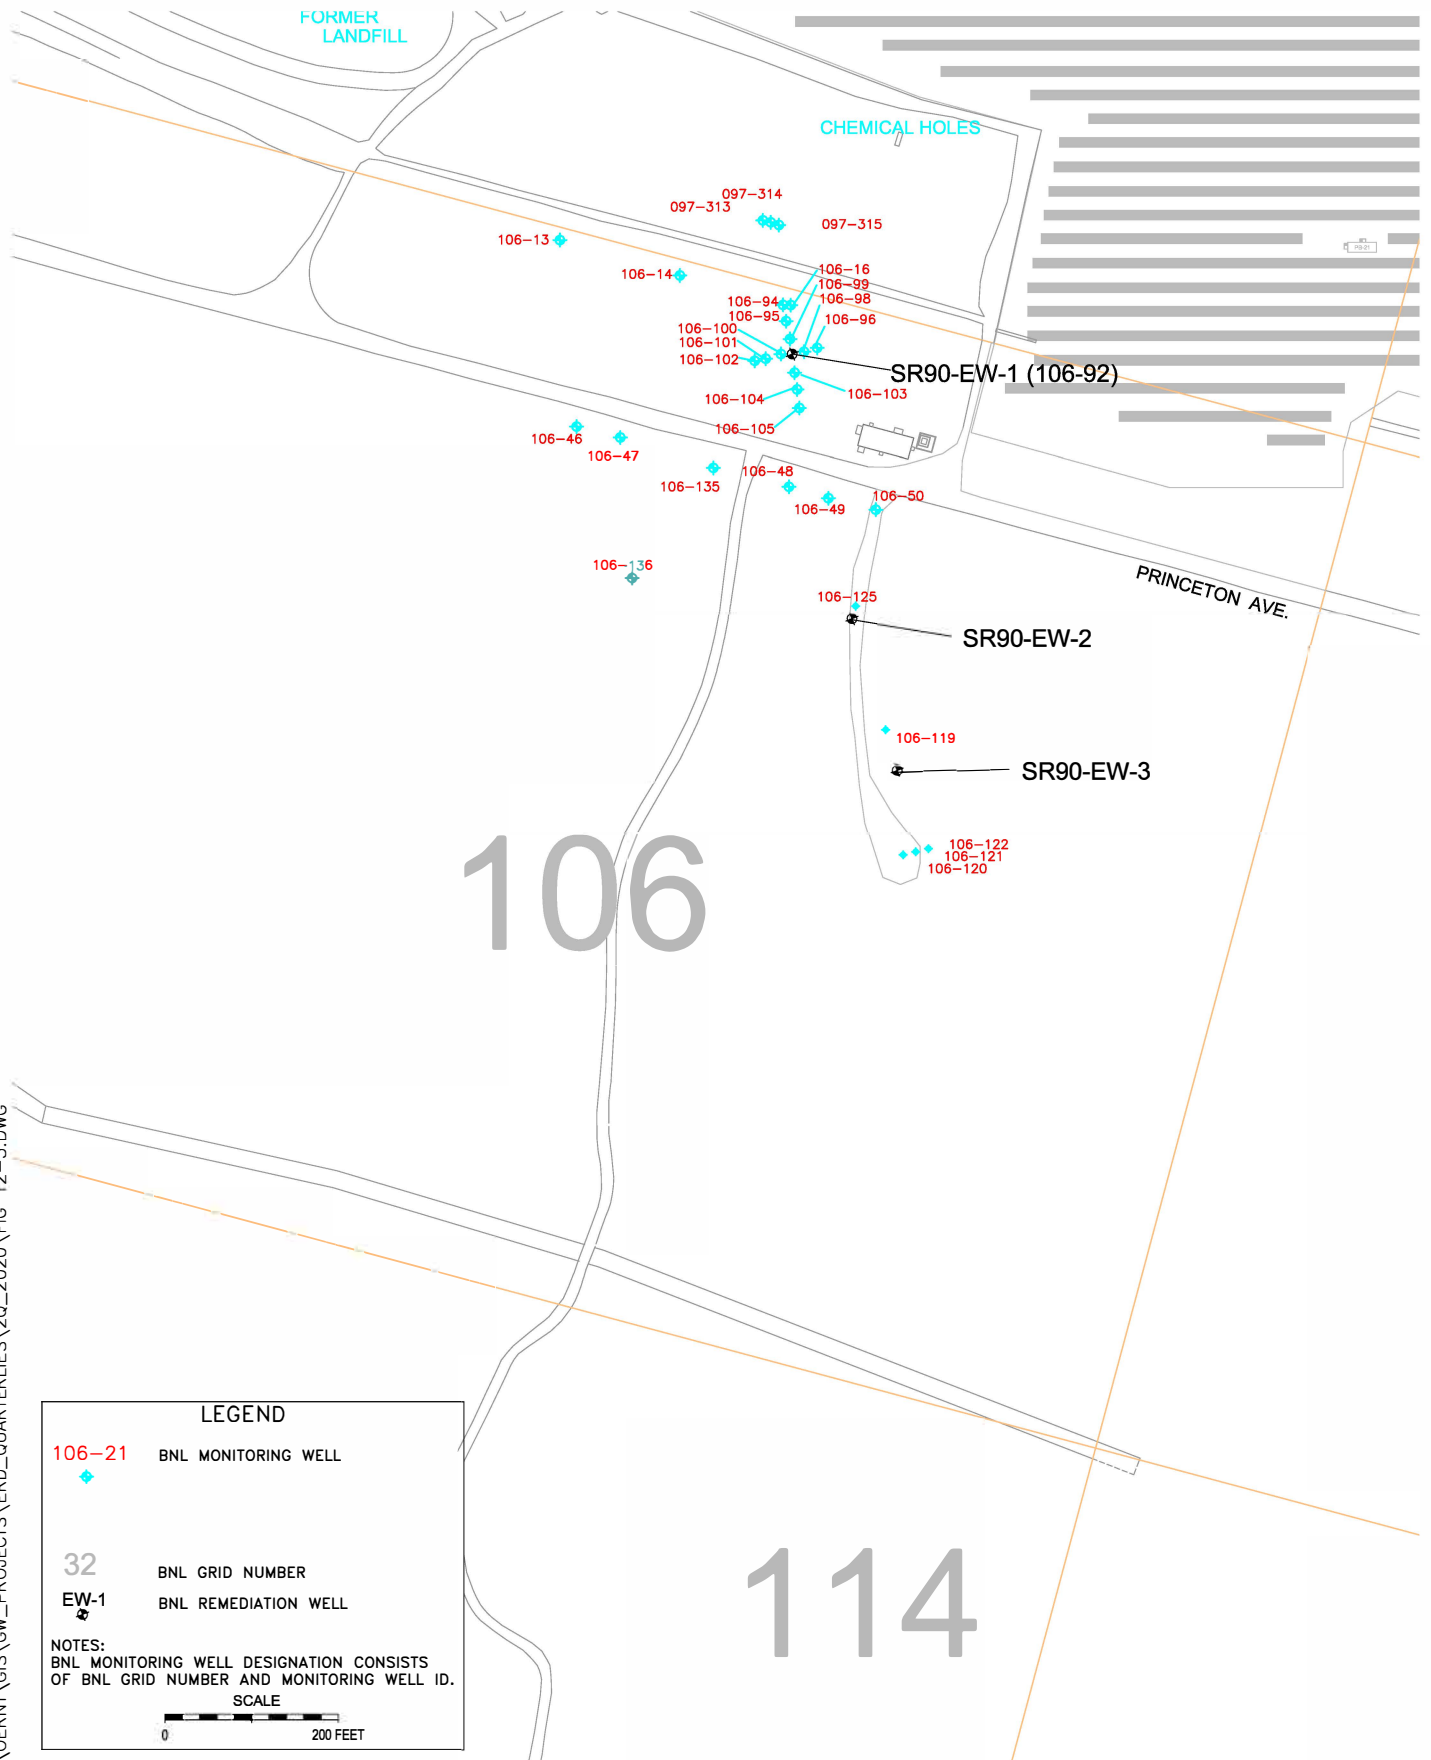 FORMER
LANDFILL
CHEMICAL HOLES
097-314
097-313
097-315
106-13
106-14
106-16
106-99
106-94
106-98
106-95
106-96
106-100
106-101
106-102
SR90-EW-1 (106-92)
106-103
106-104
106-105
106-46
106-47
106-48
106-135
106-49
106-50
106-136
PRINCETON AVE.
106-125
SR90-EW-2
106-119
SR90-EW-3
106
106-122
106-121
106-120
114
LEGEND
106-21 BNL MONITORING WELL
32 BNL GRID NUMBER
EW-1 BNL REMEDIATION WELL
NOTES:
BNL MONITORING WELL DESIGNATION CONSISTS
OF BNL GRID NUMBER AND MONITORING WELL ID.
SCALE
0 200 FEET